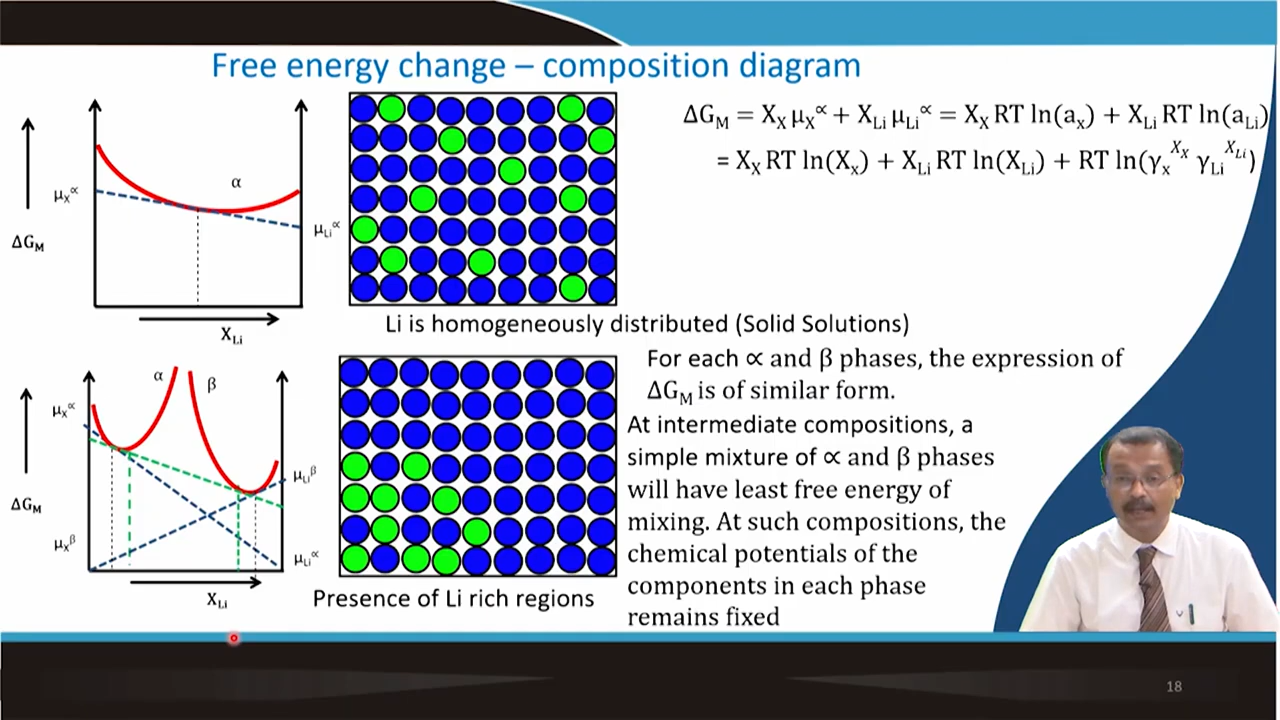 Free energy change – composition diagram
ΔG_M = X_X μ_X^∝ + X_Li μ_Li^∝ = X_X RT ln(a_x) + X_Li RT ln(a_Li)
= X_X RT ln(X_x) + X_Li RT ln(X_Li) + RT ln(γ_x^X_X γ_Li^X_Li)
α
μ_X^∝
μ_Li^∝
ΔG_M
X_Li
Li is homogeneously distributed (Solid Solutions)
For each ∝ and β phases, the expression of
ΔG_M is of similar form.
At intermediate compositions, a
simple mixture of ∝ and β phases
will have least free energy of
mixing. At such compositions, the
chemical potentials of the
components in each phase
remains fixed
α
β
μ_X^∝
μ_Li^β
ΔG_M
μ_X^β
μ_Li^∝
X_Li
Presence of Li rich regions
18